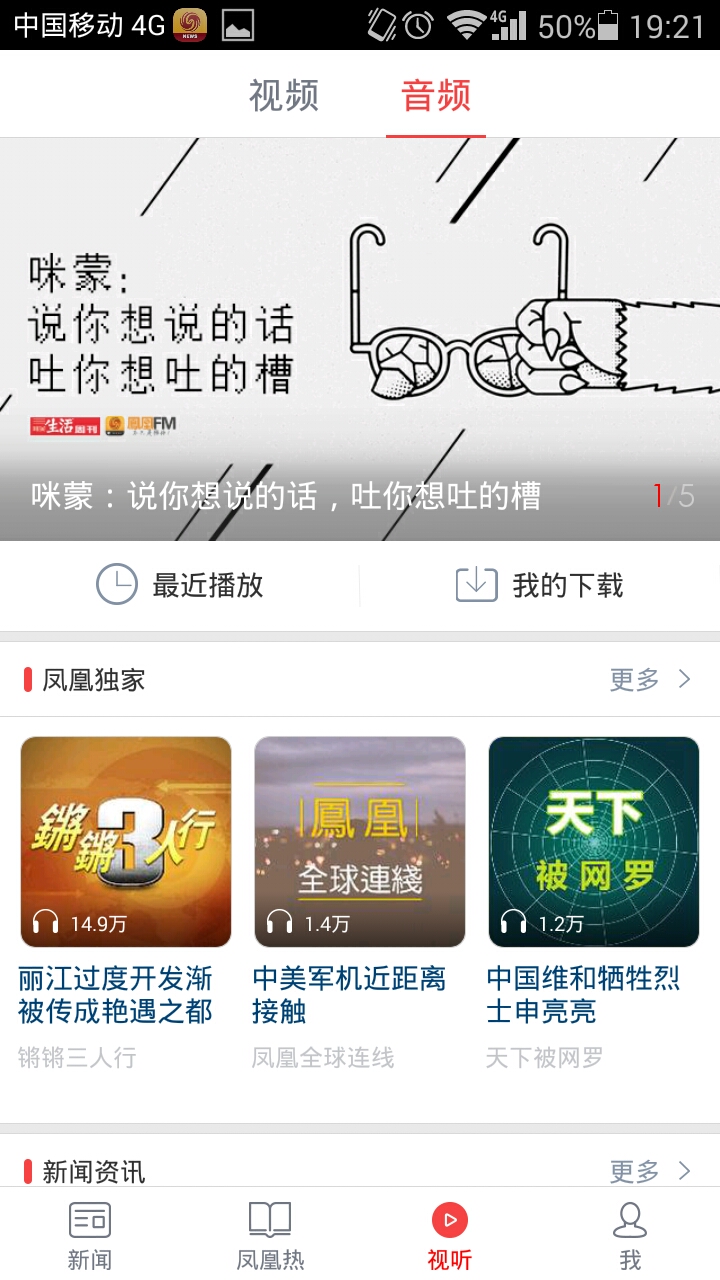 中国移动 4G
NEWS
4G
50%
19:21
视频
音频
咪蒙:
说你想说的话
吐你想吐的槽
生活周刊
凤凰FM
咪蒙：说你想说的话，吐你想吐的槽
1/5
最近播放
我的下载
凤凰独家
更多
锵锵3人行
14.9万
鳳凰
全球連綫
1.4万
天下
被网罗
1.2万
丽江过度开发渐
被传成艳遇之都
锵锵三人行
中美军机近距离
接触
凤凰全球连线
中国维和牺牲烈
士申亮亮
天下被网罗
新闻资讯
更多
新闻
凤凰热
视听
我